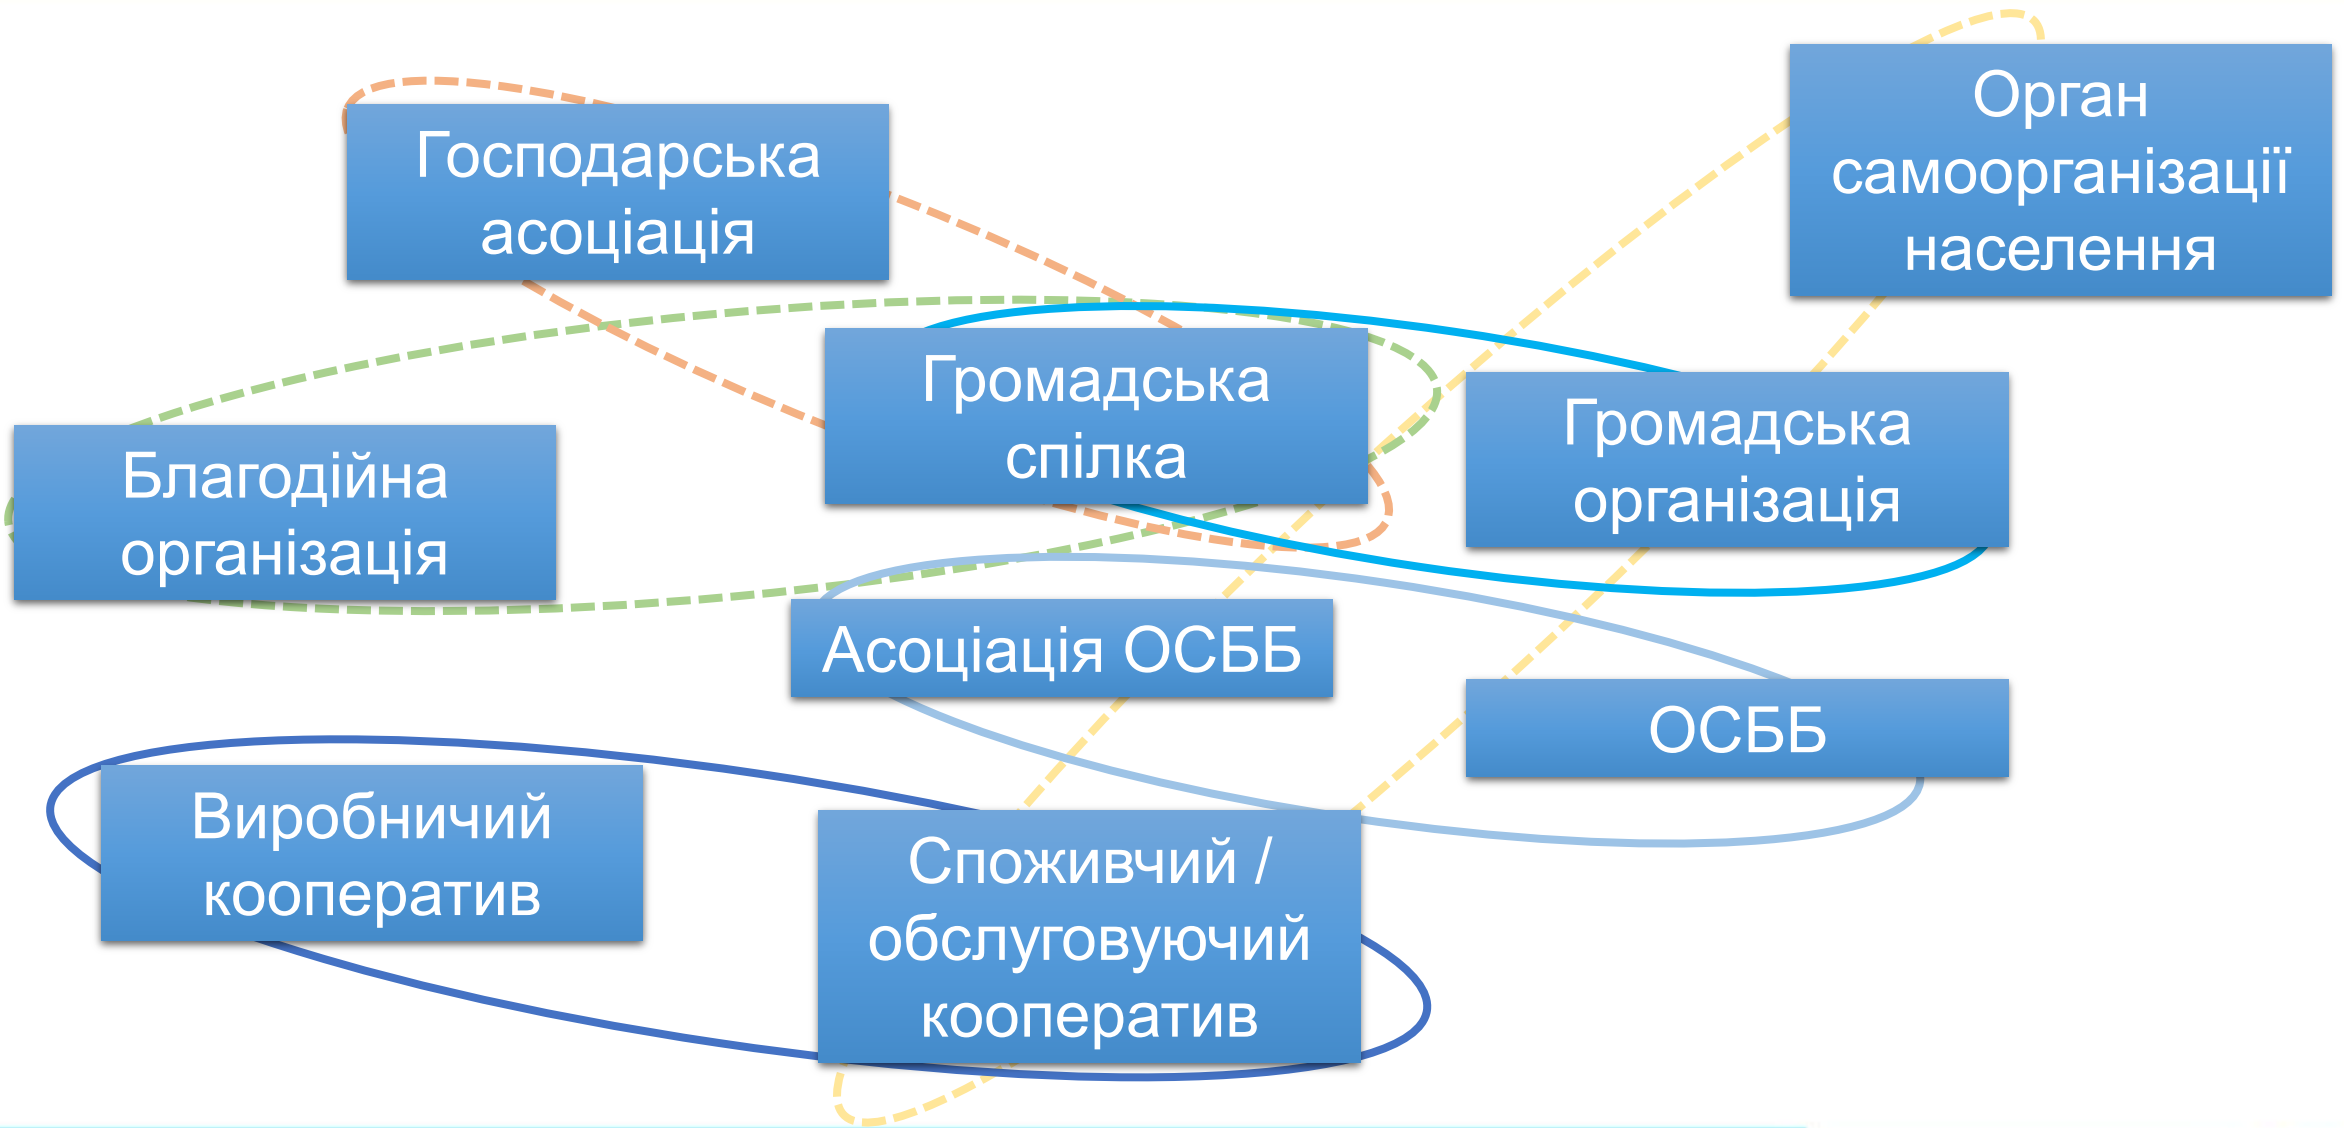 Орган
самоорганізації
населення
Господарська
асоціація
Громадська
спілка
Громадська
організація
Благодійна
організація
Асоціація ОСББ
ОСББ
Виробничий
кооператив
Споживчий /
обслуговуючий
кооператив